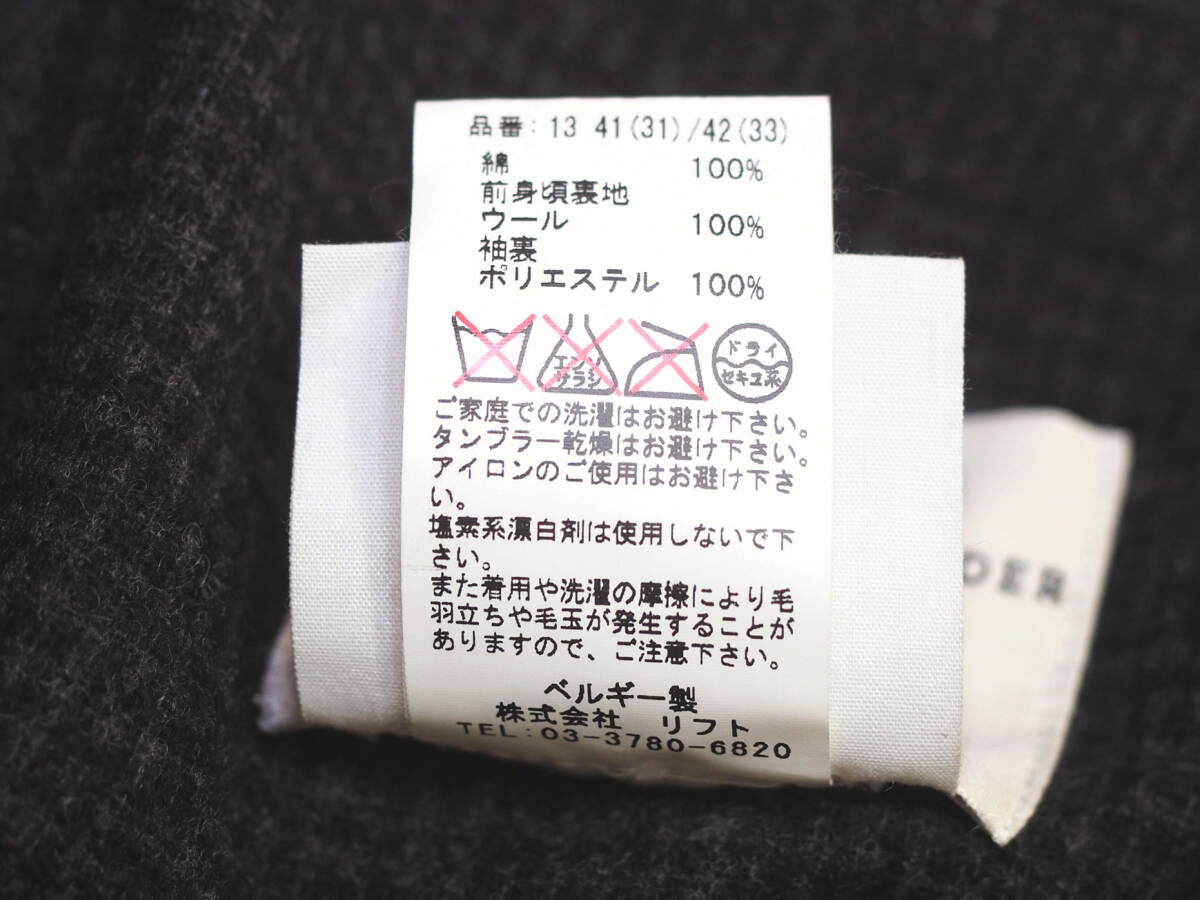 品番: 13 41(31)/42(33)
綿 100%
前身頃裏地
ウール 100%
袖裏
ポリエステル 100%
エンソ
サラシ
ドライ
セキユ系
ご家庭での洗濯はお避け下さい。
タンブラー乾燥はお避け下さい。
アイロンのご使用はお避け下さ
い。
塩素系漂白剤は使用しないで下
さい。
また着用や洗濯の摩擦により毛
羽立ちや毛玉が発生することが
ありますので、ご注意下さい。
ベルギー製
株式会社 リフト
TEL:03-3780-6820